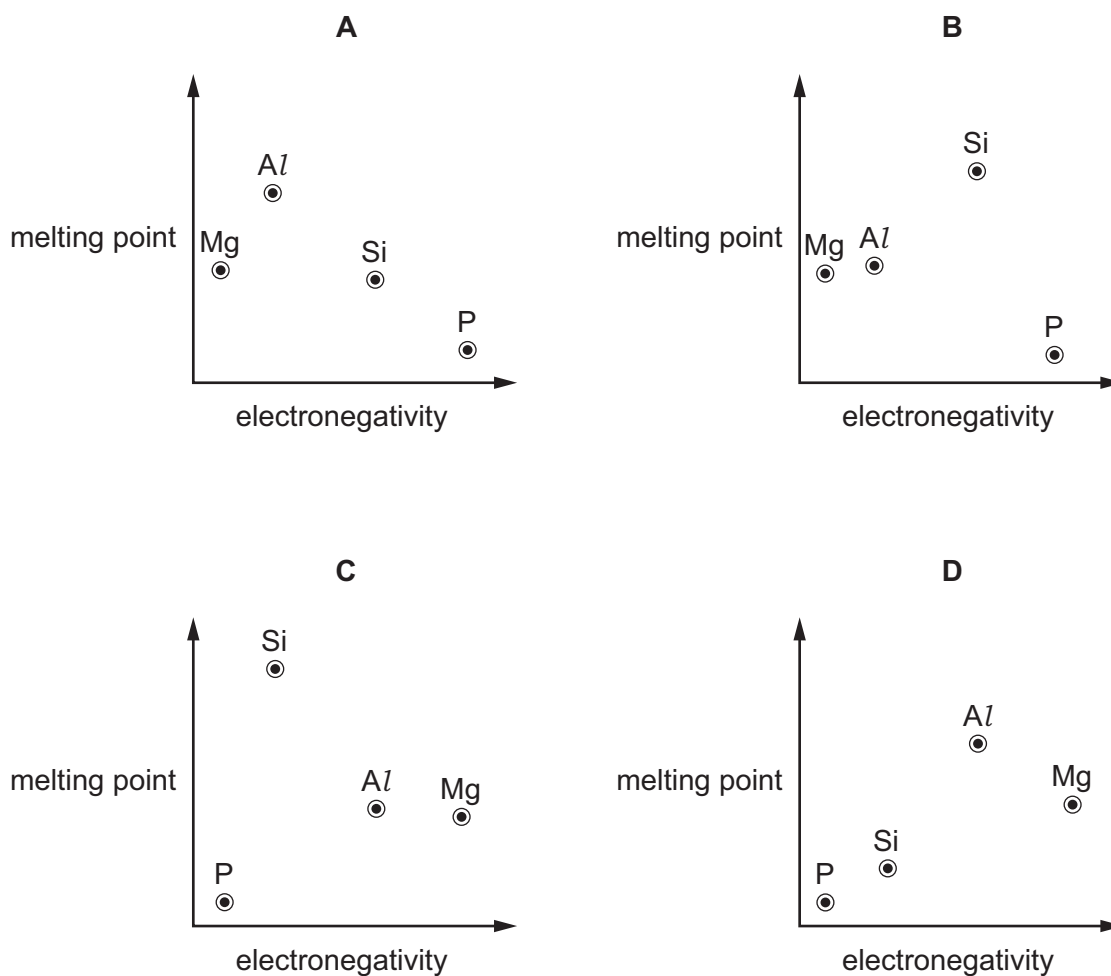 A
melting point
Al
Mg
Si
P
electronegativity
B
melting point
Si
Mg
Al
P
electronegativity
C
melting point
Si
Al
Mg
P
electronegativity
D
melting point
Al
Mg
Si
P
electronegativity